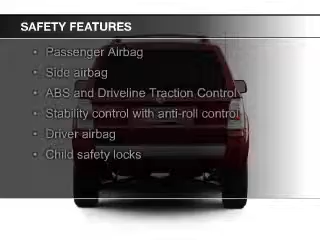 SAFETY FEATURES
• Passenger Airbag
• Side airbag
• ABS and Driveline Traction Control
• Stability control with anti-roll control
• Driver airbag
• Child safety locks